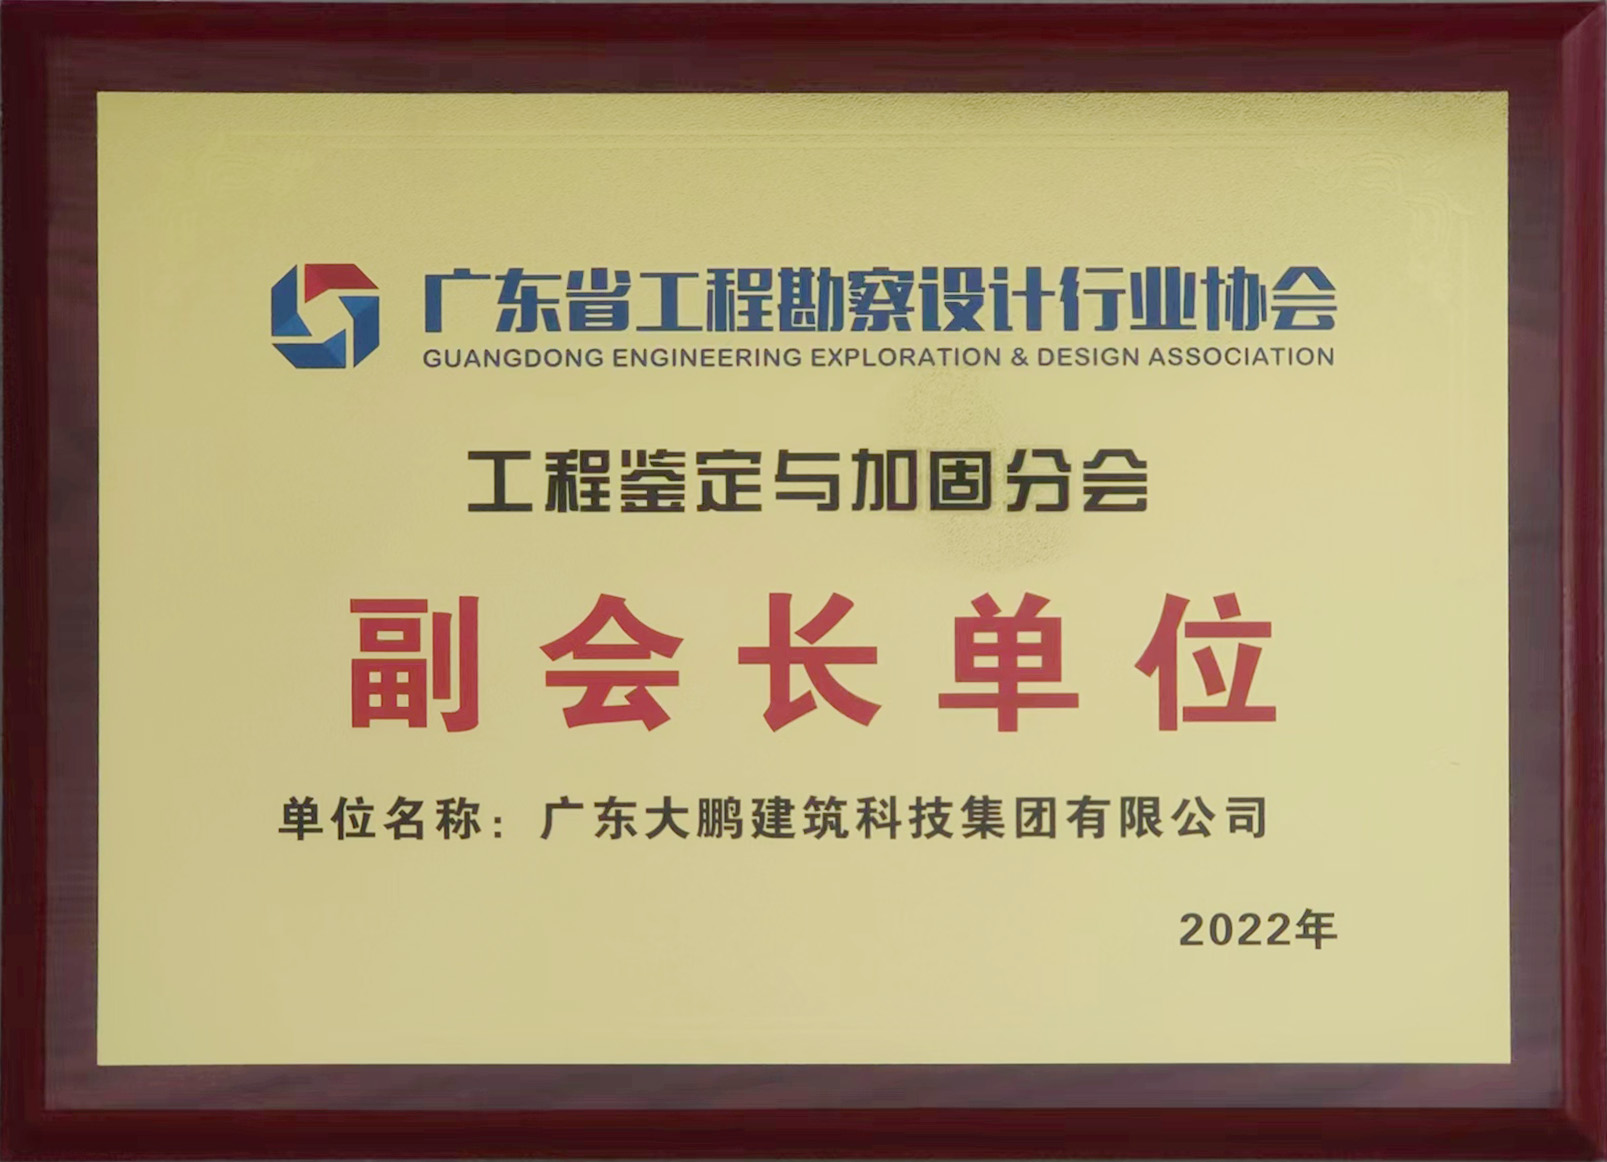 广东省工程勘察设计行业协会
GUANGDONG ENGINEERING EXPLORATION & DESIGN ASSOCIATION
工程鉴定与加固分会
副会长单位
单位名称：广东大鹏建筑科技集团有限公司
2022年